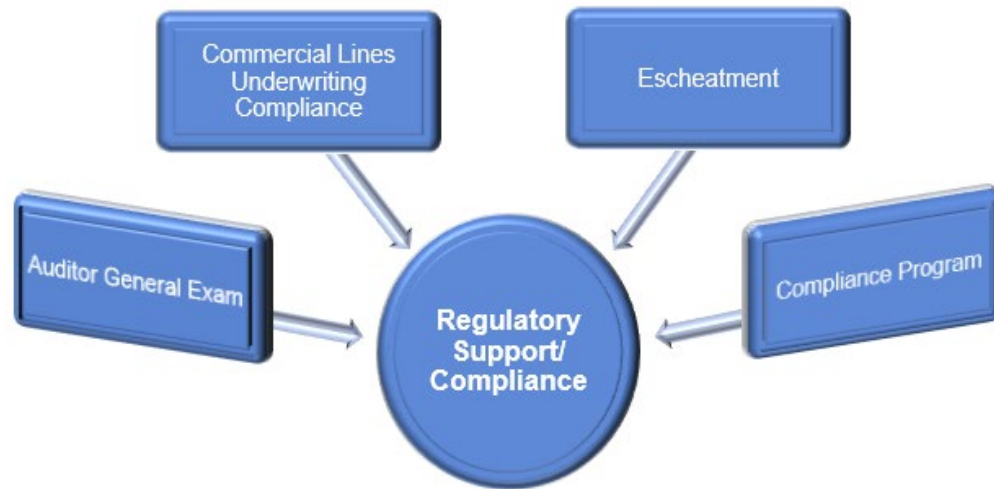 Commercial Lines
Underwriting
Compliance
Escheatment
Auditor General Exam
Compliance Program
Regulatory
Support/
Compliance